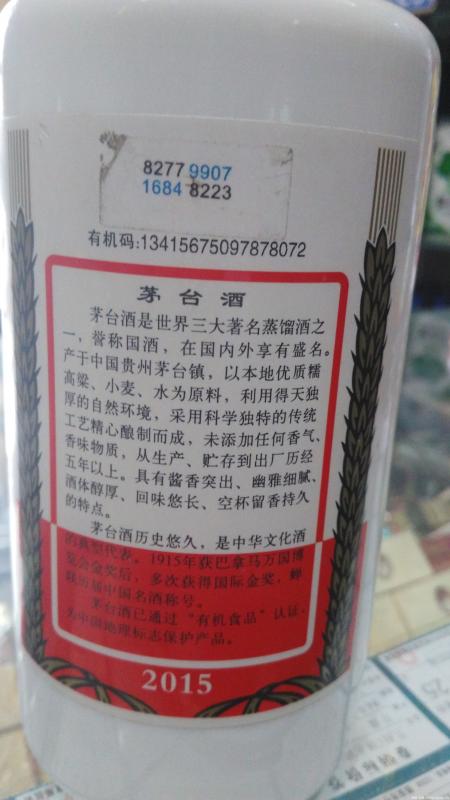 8277 9907
1684 8223
有机码:13415675097878072
茅台酒
茅台酒是世界三大著名蒸馏酒之
一，誉称国酒，在国内外享有盛名。
产于中国贵州茅台镇，以本地优质糯
高粱、小麦、水为原料，利用得天独
厚的自然环境，采用科学独特的传统
工艺精心酿制而成，未添加任何香气、
香味物质，从生产、贮存到出厂历经
五年以上。具有酱香突出、幽雅细腻、
酒体醇厚、回味悠长、空杯留香持久
的特点。
茅台酒历史悠久，是中华文化酒
的典型代表。1915年获巴拿马万国博
览会金奖后，多次获得国际金奖，蝉
联历届中国名酒称号。
茅台酒已通过“有机食品”认证，
为中国地理标志保护产品。
2015